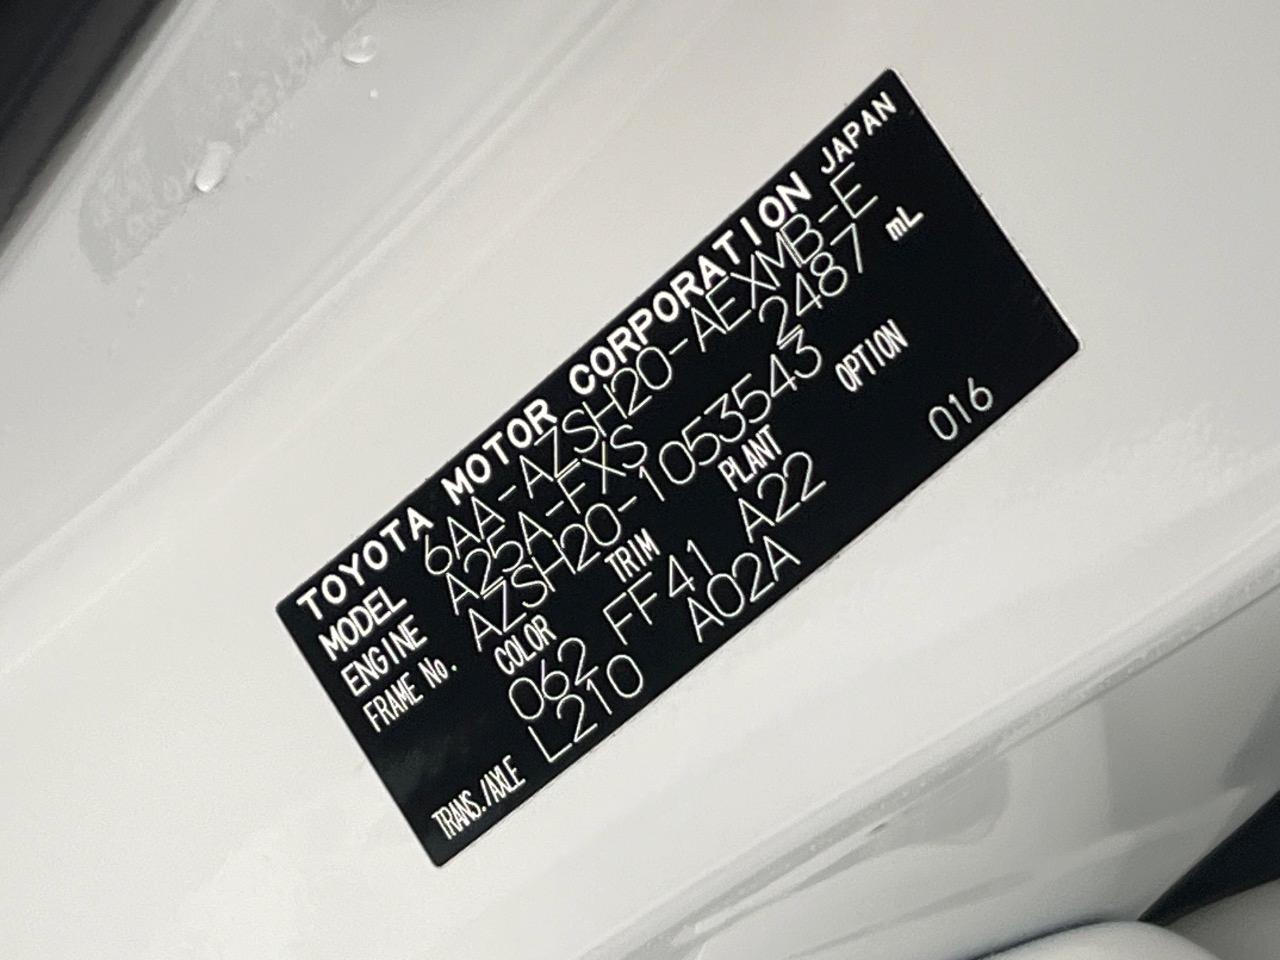 TOYOTA MOTOR CORPORATION JAPAN
MODEL 6AA-AZSH20-AEXMB-E
ENGINE A25A-FXS 2487 mL
FRAME No. AZSH20-1053543
COLOR TRIM PLANT OPTION
062 FF41 A22 016
TRANS./AXLE L210 A02A